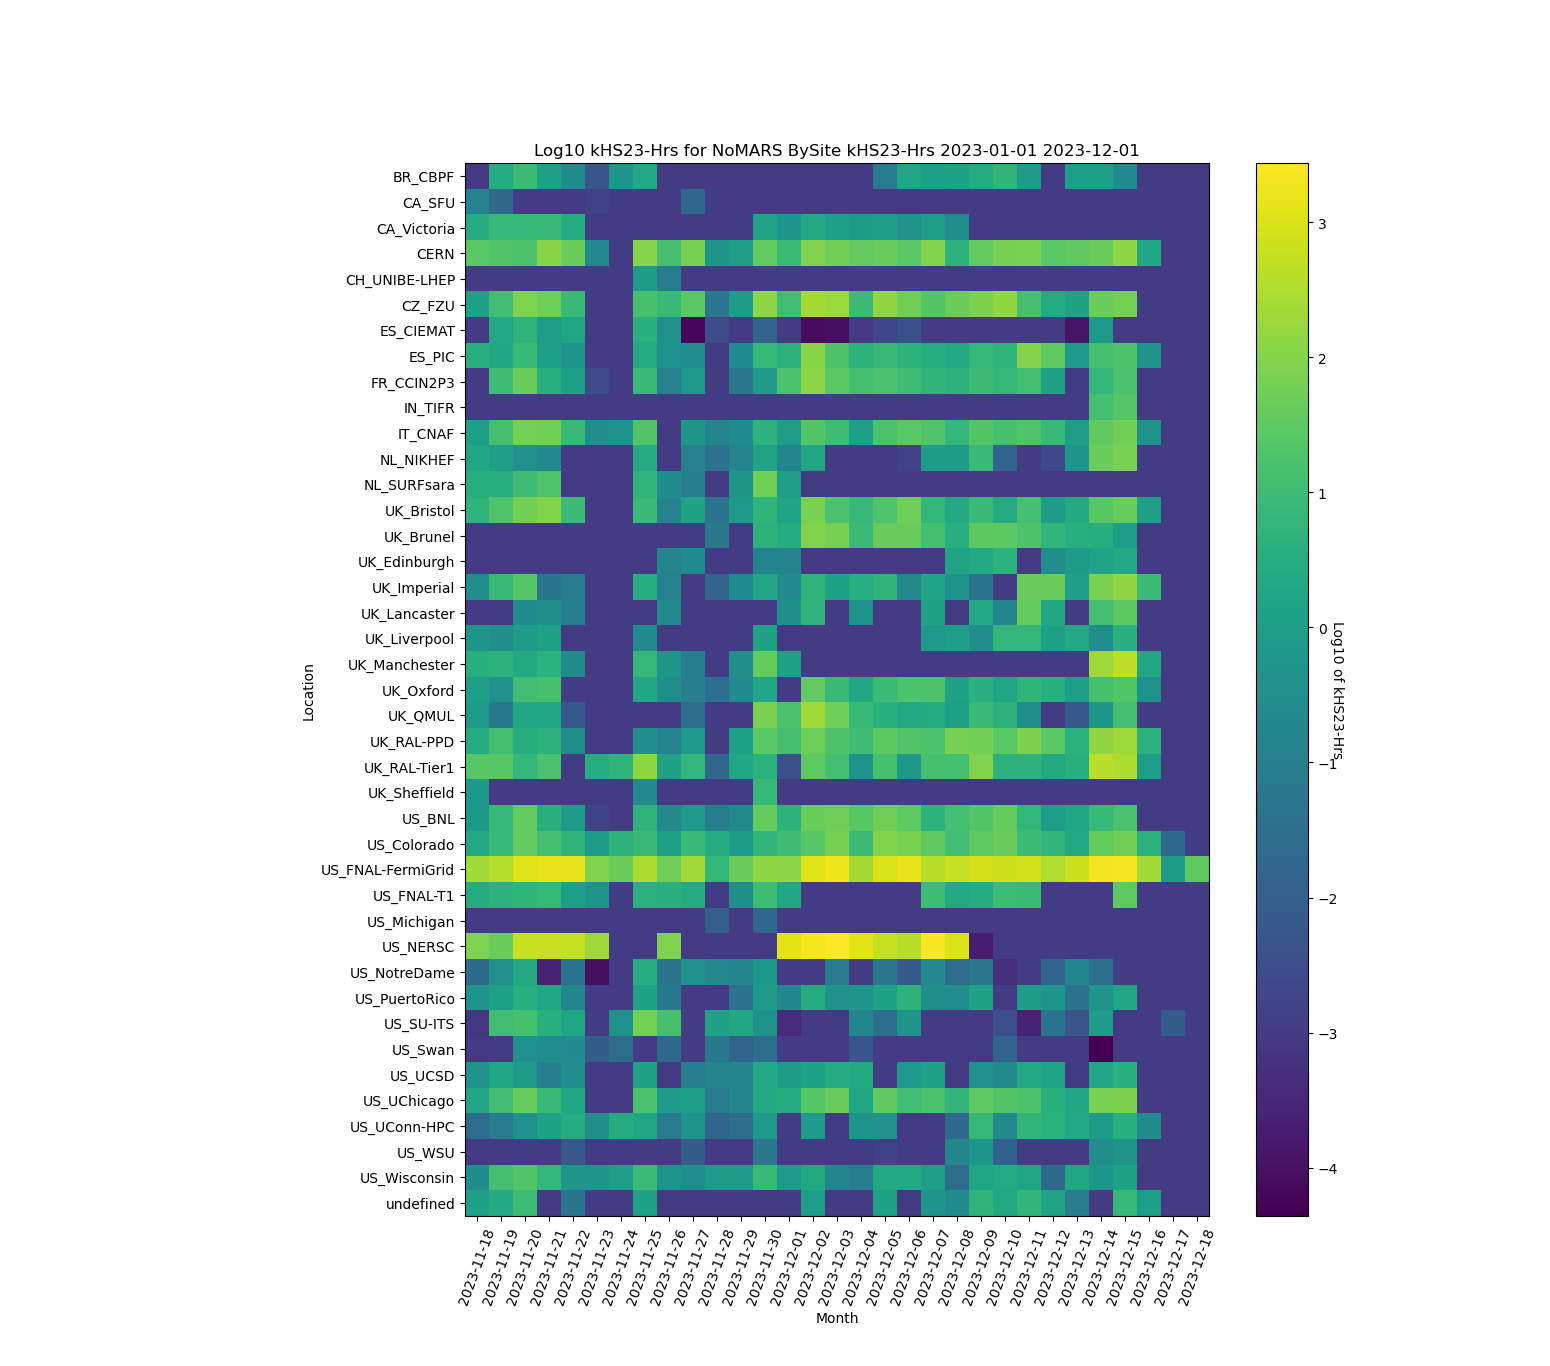 Log10 kHS23-Hrs for NoMARS BySite kHS23-Hrs 2023-01-01 2023-12-01
BR_CBPF
CA_SFU
CA_Victoria
CERN
CH_UNIBE-LHEP
CZ_FZU
ES_CIEMAT
ES_PIC
FR_CCIN2P3
IN_TIFR
IT_CNAF
NL_NIKHEF
NL_SURFsara
UK_Bristol
UK_Brunel
UK_Edinburgh
UK_Imperial
UK_Lancaster
UK_Liverpool
UK_Manchester
UK_Oxford
UK_QMUL
UK_RAL-PPD
UK_RAL-Tier1
UK_Sheffield
US_BNL
US_Colorado
US_FNAL-FermiGrid
US_FNAL-T1
US_Michigan
US_NERSC
US_NotreDame
US_PuertoRico
US_SU-ITS
US_Swan
US_UCSD
US_UChicago
US_UConn-HPC
US_WSU
US_Wisconsin
undefined
Location
2023-11-18
2023-11-19
2023-11-20
2023-11-21
2023-11-22
2023-11-23
2023-11-24
2023-11-25
2023-11-26
2023-11-27
2023-11-28
2023-11-29
2023-11-30
2023-12-01
2023-12-02
2023-12-03
2023-12-04
2023-12-05
2023-12-06
2023-12-07
2023-12-08
2023-12-09
2023-12-10
2023-12-11
2023-12-12
2023-12-13
2023-12-14
2023-12-15
2023-12-16
2023-12-17
2023-12-18
Month
3
2
1
0
−1
−2
−3
−4
Log10 of kHS23-Hrs